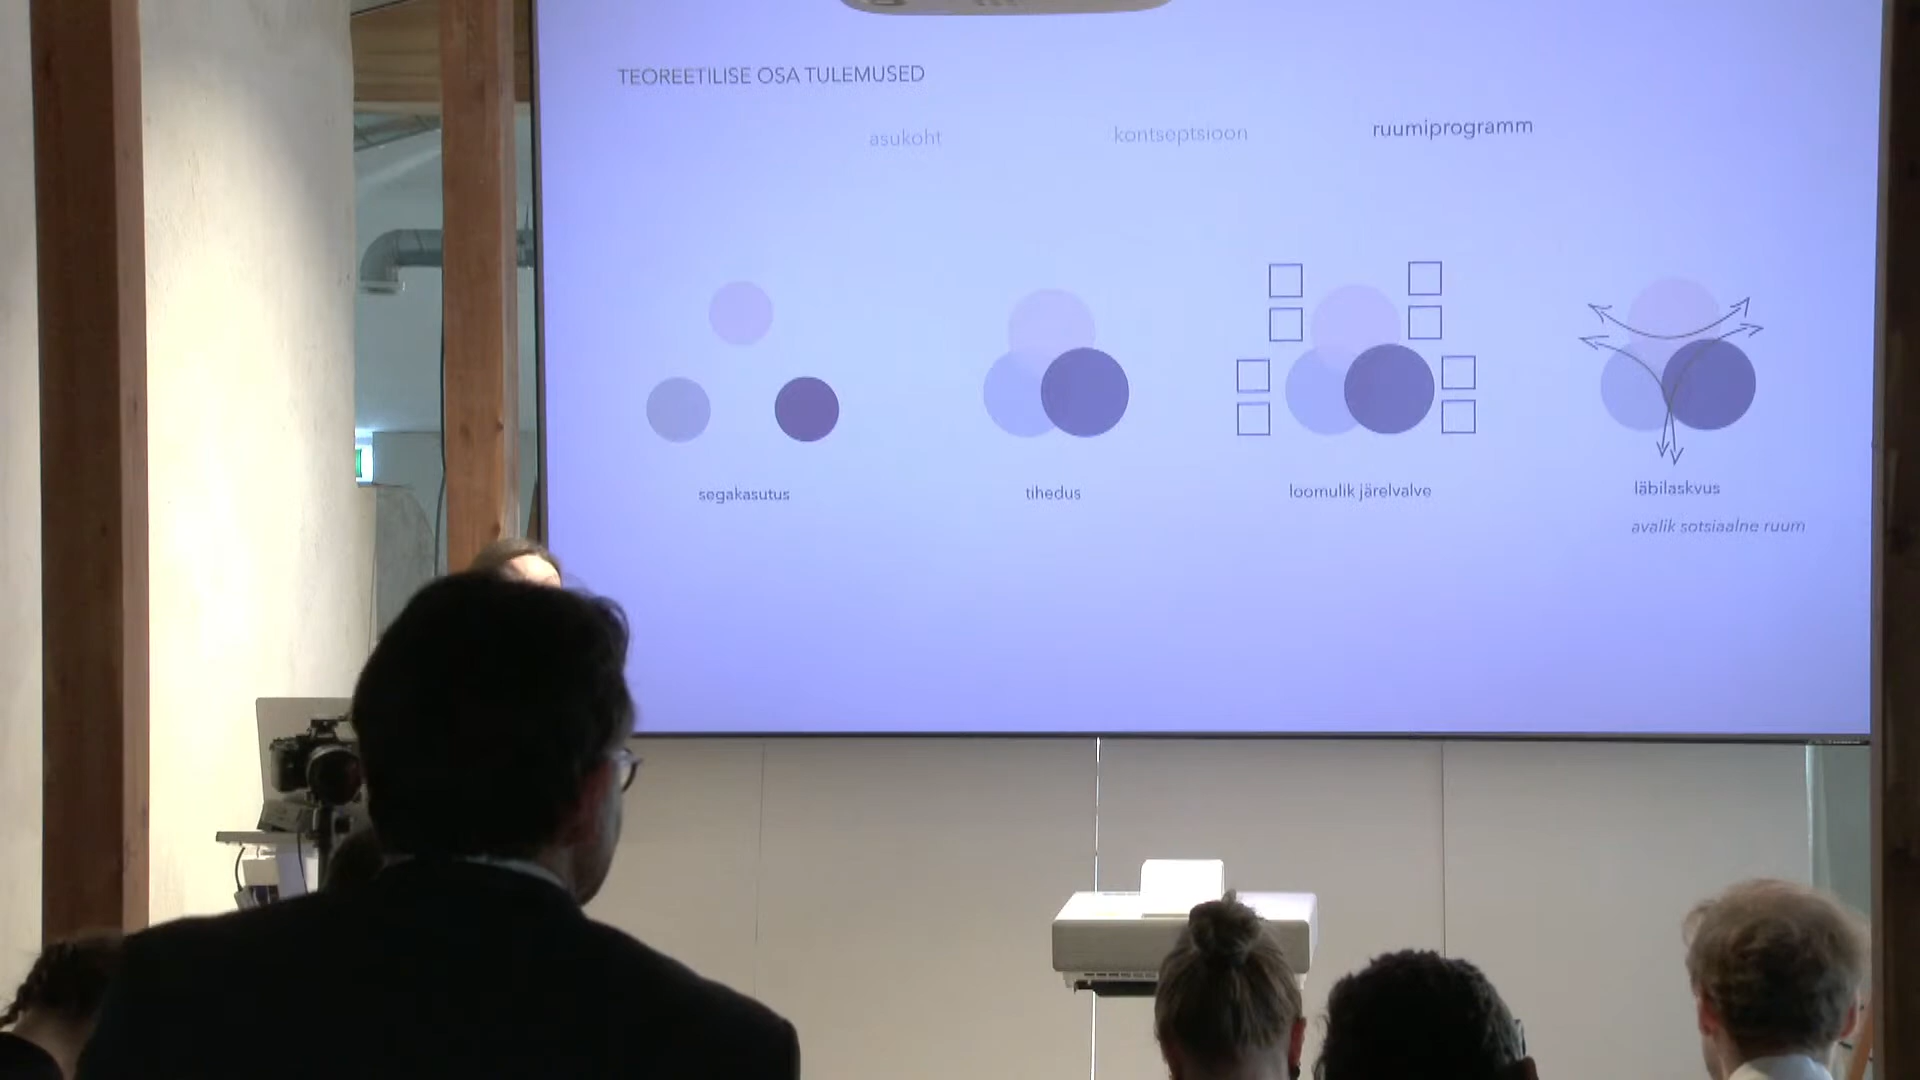 TEOREETILISE OSA TULEMUSED
asukoht kontseptsioon ruumiprogramm
segakasutus tihedus loomulik järelvalve läbilaskvus
avalik sotsiaalne ruum